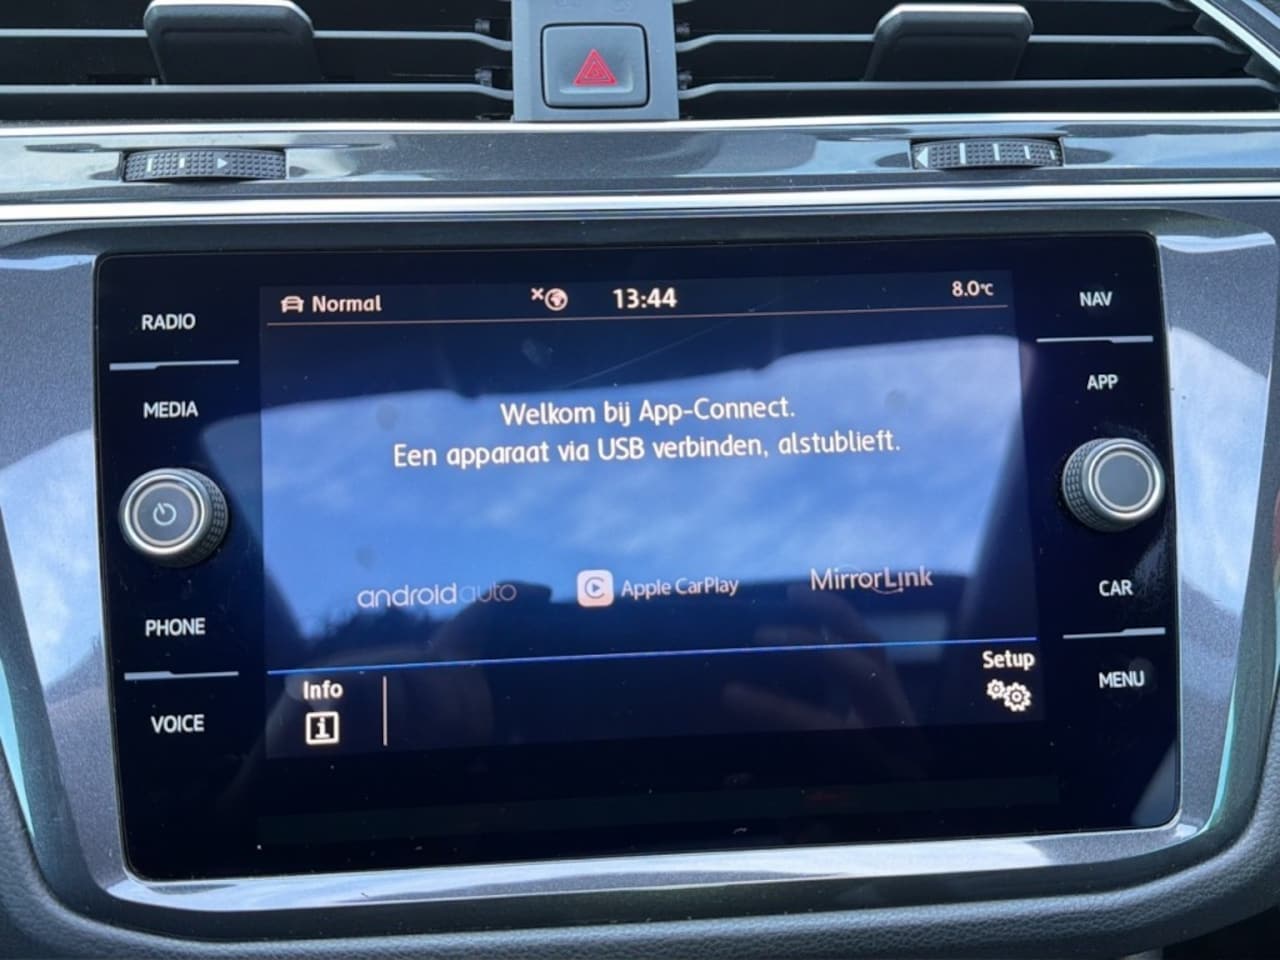 RADIO
MEDIA
PHONE
VOICE
Normal
13:44
8.0°C
Welkom bij App-Connect.
Een apparaat via USB verbinden, alstublieft.
androidauto
Apple CarPlay
MirrorLink
Info
Setup
NAV
APP
CAR
MENU